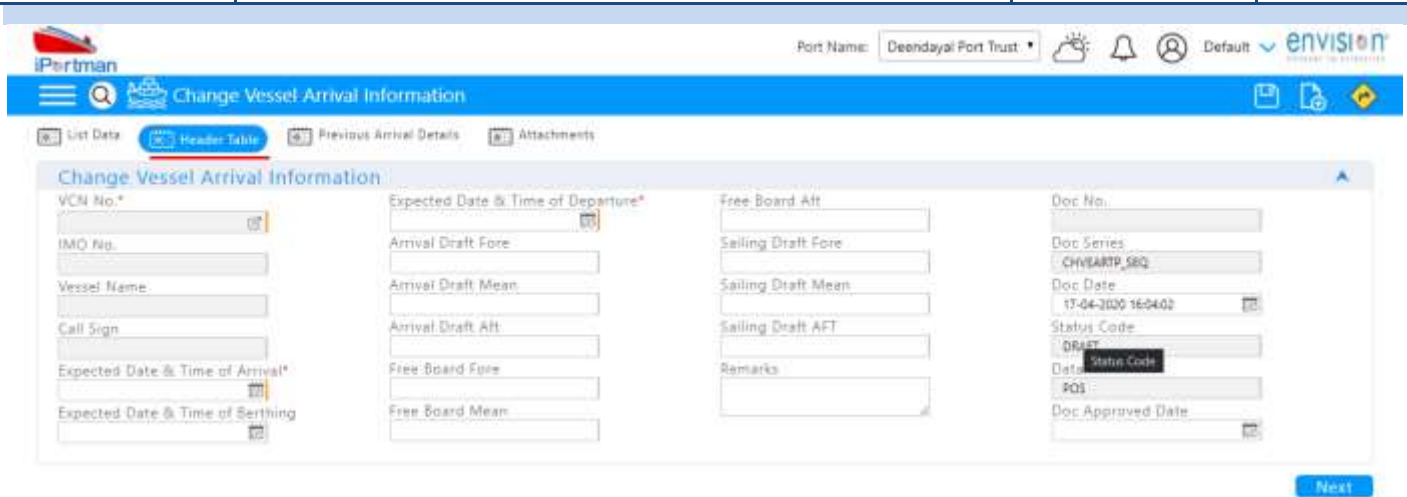 iPortman
Port Name: Deendayal Port Trust Default envision
Change Vessel Arrival Information
List Data Header Table Previous Arrival Details Attachments
Change Vessel Arrival Information
VCN No.* Expected Date & Time of Departure* Free Board Aft Doc No.
IMO No. Arrival Draft Fore Sailing Draft Fore Doc Series
CHVEARTP_SEQ
Vessel Name Arrival Draft Mean Sailing Draft Mean Doc Date
17-04-2020 16:04:02
Call Sign Arrival Draft Aft Sailing Draft AFT Status Code
DRAFT
Status Code
Expected Date & Time of Arrival* Free Board Fore Remarks Data
POS
Expected Date & Time of Berthing Free Board Mean Doc Approved Date
Next